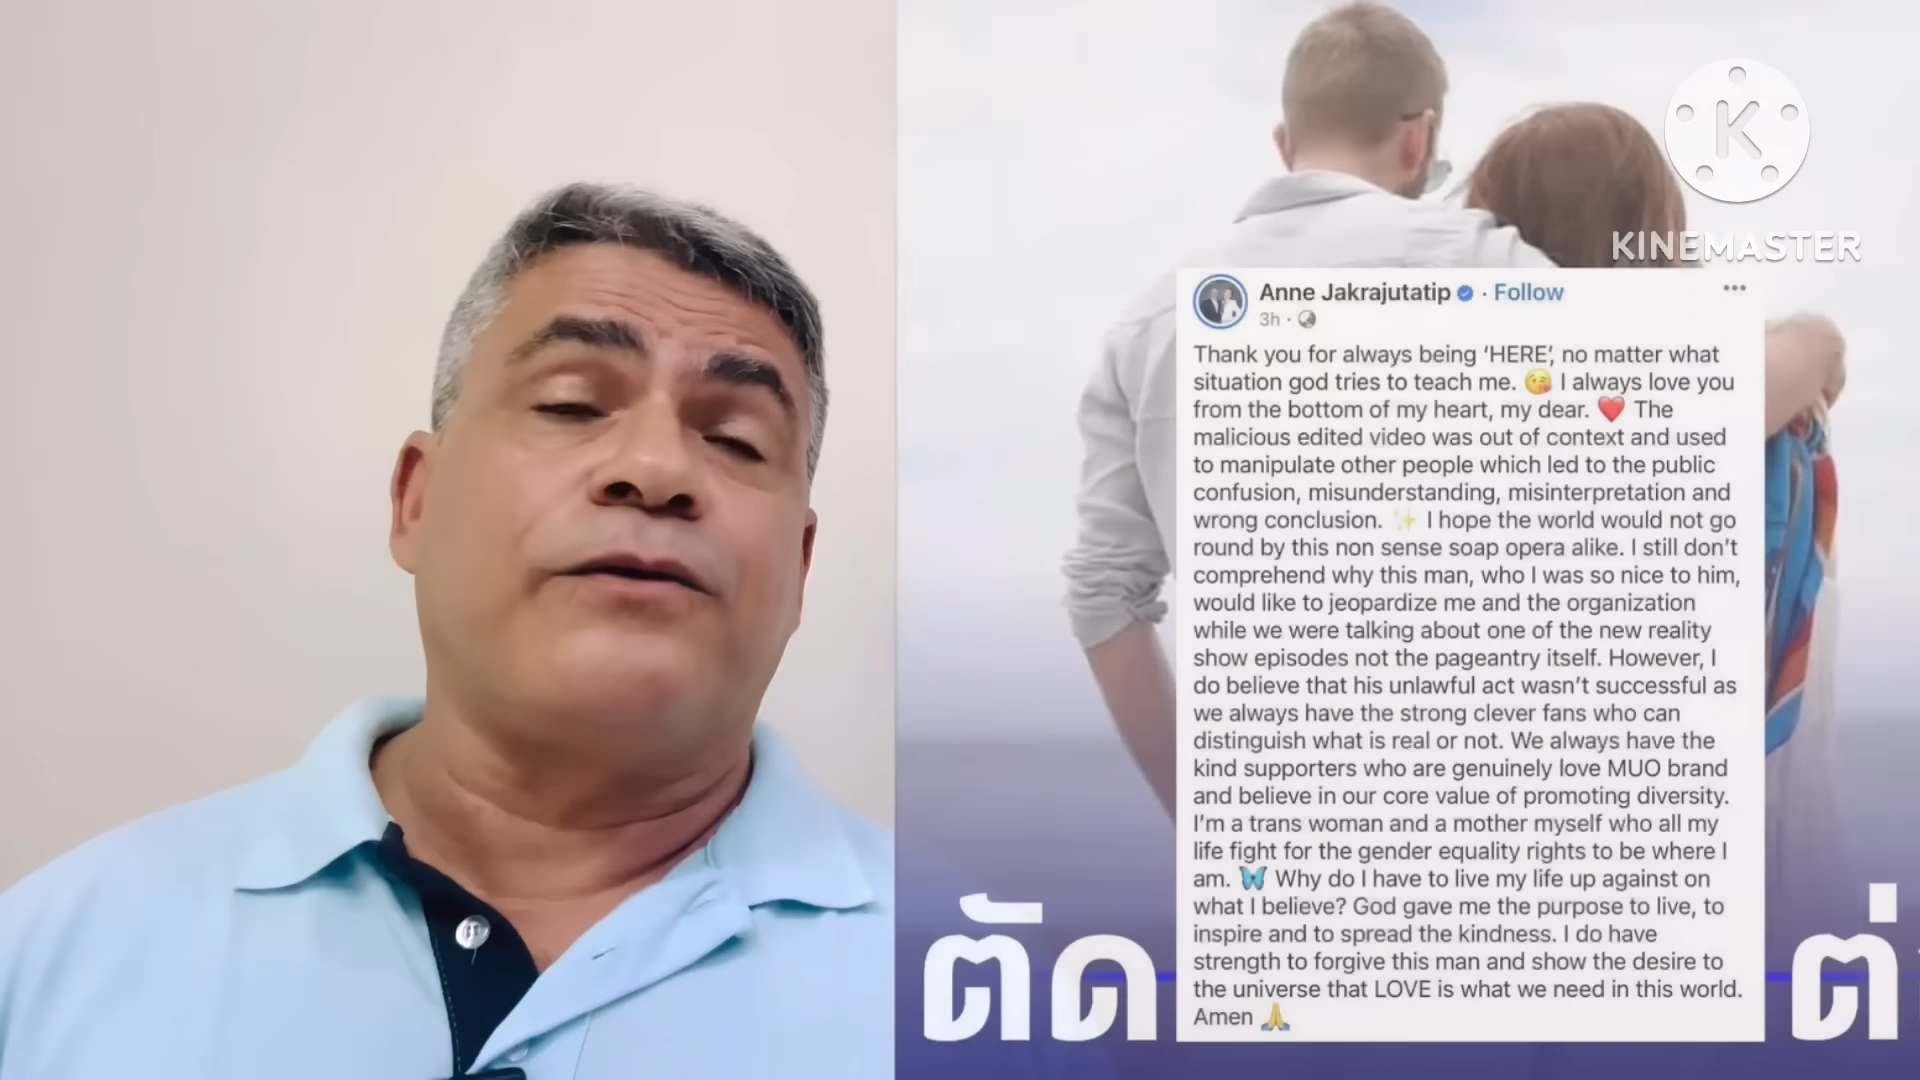 K
KINEMASTER
Anne Jakrajutatip · Follow
3h ·
Thank you for always being ‘HERE’, no matter what
situation god tries to teach me. 😘 I always love you
from the bottom of my heart, my dear. ❤️ The
malicious edited video was out of context and used
to manipulate other people which led to the public
confusion, misunderstanding, misinterpretation and
wrong conclusion. ✨ I hope the world would not go
round by this non sense soap opera alike. I still don’t
comprehend why this man, who I was so nice to him,
would like to jeopardize me and the organization
while we were talking about one of the new reality
show episodes not the pageantry itself. However, I
do believe that his unlawful act wasn’t successful as
we always have the strong clever fans who can
distinguish what is real or not. We always have the
kind supporters who are genuinely love MUO brand
and believe in our core value of promoting diversity.
I’m a trans woman and a mother myself who all my
life fight for the gender equality rights to be where I
am. 🦋 Why do I have to live my life up against on
what I believe? God gave me the purpose to live, to
inspire and to spread the kindness. I do have
strength to forgive this man and show the desire to
the universe that LOVE is what we need in this world.
Amen 🙏
ตัด